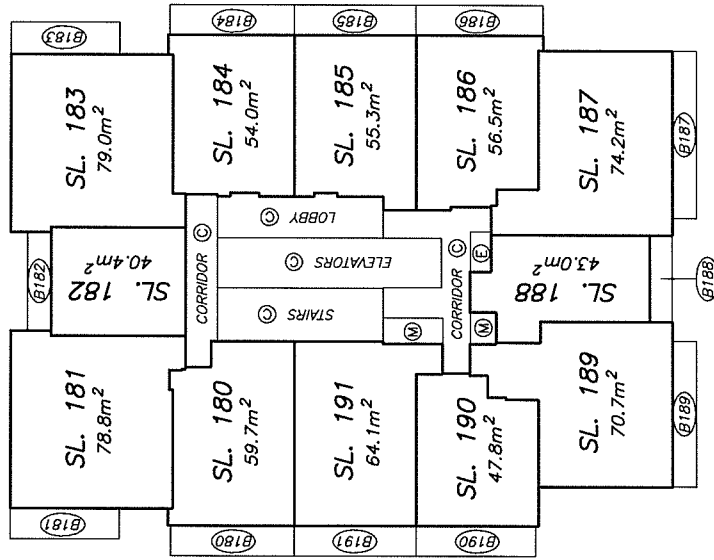 B183
B184
B185
B186
SL. 183
79.0m²
SL. 184
54.0m²
SL. 185
55.3m²
SL. 186
56.5m²
SL. 187
74.2m²
B187
B182
SL. 182
40.4m²
CORRIDOR C
C LOBBY
C ELEVATORS
C STAIRS
M
CORRIDOR C
E
M
SL. 188
43.0m²
B188
SL. 181
78.8m²
SL. 180
59.7m²
SL. 191
64.1m²
SL. 190
47.8m²
SL. 189
70.7m²
B189
B181
B180
B191
B190